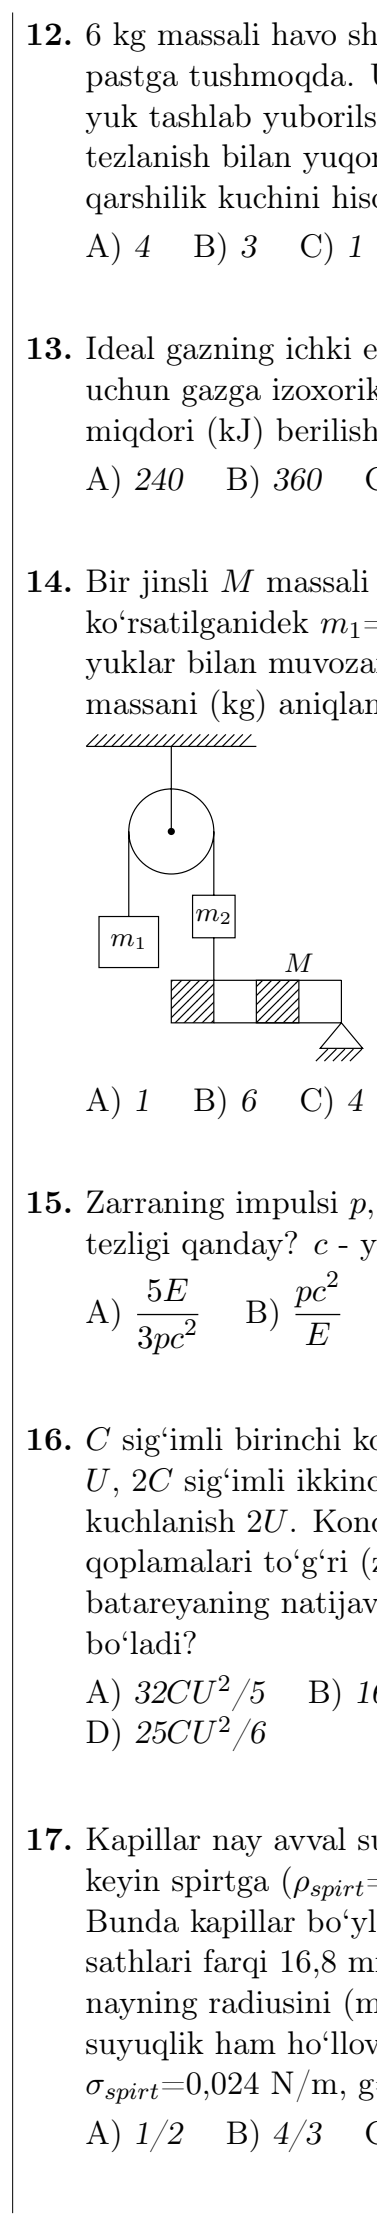 12. 6 kg massali havo sh
pastga tushmoqda. U
yuk tashlab yuborils
tezlanish bilan yuqor
qarshilik kuchini hiso
A) 4 B) 3 C) 1
13. Ideal gazning ichki e
uchun gazga izoxorik
miqdori (kJ) berilish
A) 240 B) 360 C
14. Bir jinsli M massali
ko‘rsatilganidek m₁=
yuklar bilan muvozan
massani (kg) aniqlan
m₁
m₂
M
A) 1 B) 6 C) 4
15. Zarraning impulsi p,
tezligi qanday? c - y
A) 5E/3pc² B) pc²/E
16. C sig‘imli birinchi ko
U, 2C sig‘imli ikkinc
kuchlanish 2U. Kond
qoplamalari to‘g‘ri (z
batareyaning natijav
bo‘ladi?
A) 32CU²/5 B) 16
D) 25CU²/6
17. Kapillar nay avval su
keyin spirtga (ρspirt=
Bunda kapillar bo‘yl
sathlari farqi 16,8 m
nayning radiusini (m
suyuqlik ham ho‘llov
σspirt=0,024 N/m, g=
A) 1/2 B) 4/3 C